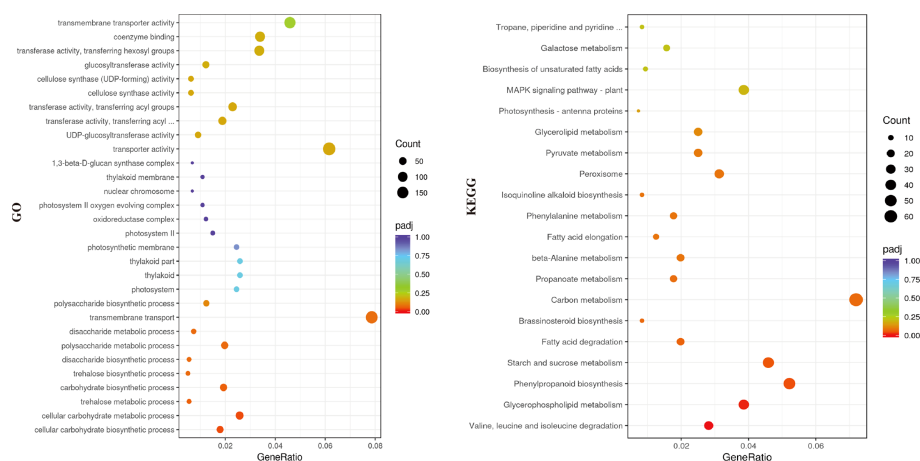 GO
transmembrane transporter activity
coenzyme binding
transferase activity, transferring hexosyl groups
glucosyltransferase activity
cellulose synthase (UDP-forming) activity
cellulose synthase activity
transferase activity, transferring acyl groups
transferase activity, transferring acyl ...
UDP-glucosyltransferase activity
transporter activity
1,3-beta-D-glucan synthase complex
thylakoid membrane
nuclear chromosome
photosystem II oxygen evolving complex
oxidoreductase complex
photosystem II
photosynthetic membrane
thylakoid part
thylakoid
photosystem
polysaccharide biosynthetic process
transmembrane transport
disaccharide metabolic process
polysaccharide metabolic process
disaccharide biosynthetic process
trehalose biosynthetic process
carbohydrate biosynthetic process
trehalose metabolic process
cellular carbohydrate metabolic process
cellular carbohydrate biosynthetic process
0.02 0.04 0.06 0.08
GeneRatio
Count
50
100
150
padj
1.00
0.75
0.50
0.25
0.00
KEGG
Tropane, piperidine and pyridine ...
Galactose metabolism
Biosynthesis of unsaturated fatty acids
MAPK signaling pathway - plant
Photosynthesis - antenna proteins
Glycerolipid metabolism
Pyruvate metabolism
Peroxisome
Isoquinoline alkaloid biosynthesis
Phenylalanine metabolism
Fatty acid elongation
beta-Alanine metabolism
Propanoate metabolism
Carbon metabolism
Brassinosteroid biosynthesis
Fatty acid degradation
Starch and sucrose metabolism
Phenylpropanoid biosynthesis
Glycerophospholipid metabolism
Valine, leucine and isoleucine degradation
0.02 0.04 0.06
GeneRatio
Count
10
20
30
40
50
60
padj
1.00
0.75
0.50
0.25
0.00